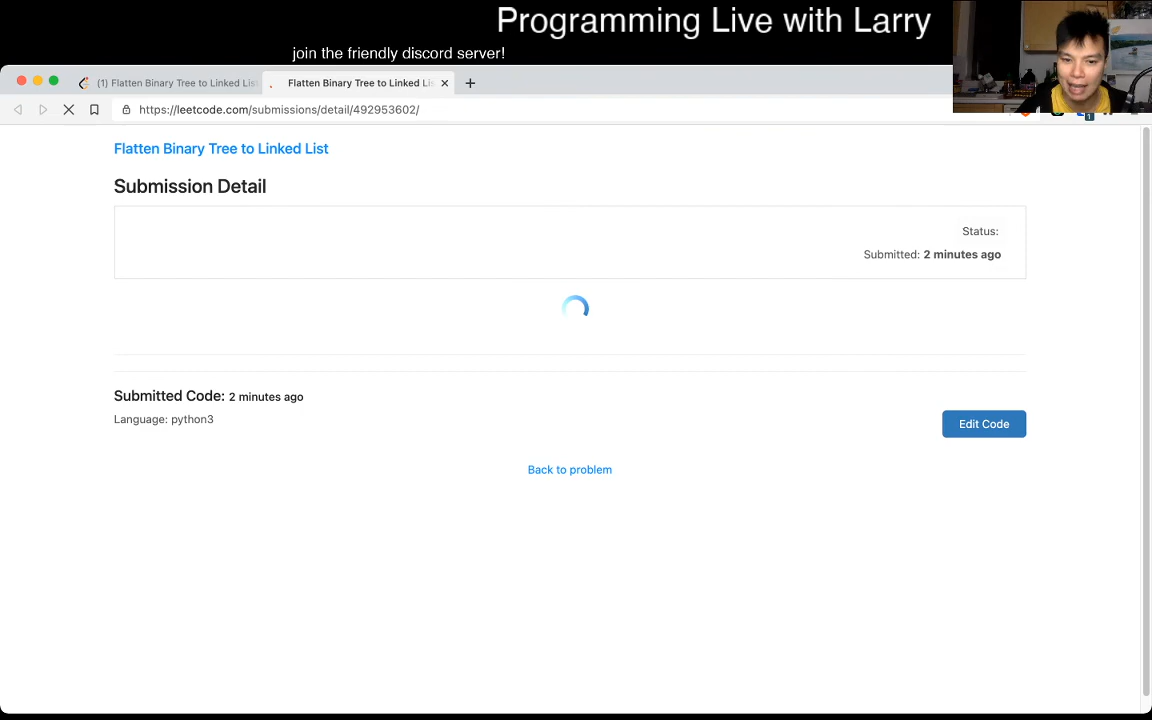 Programming Live with Larry
join the friendly discord server!
(1) Flatten Binary Tree to Linked List
Flatten Binary Tree to Linked Lis
https://leetcode.com/submissions/detail/492953602/
1
Flatten Binary Tree to Linked List
Submission Detail
Status:
Submitted: 2 minutes ago
Submitted Code: 2 minutes ago
Language: python3
Edit Code
Back to problem